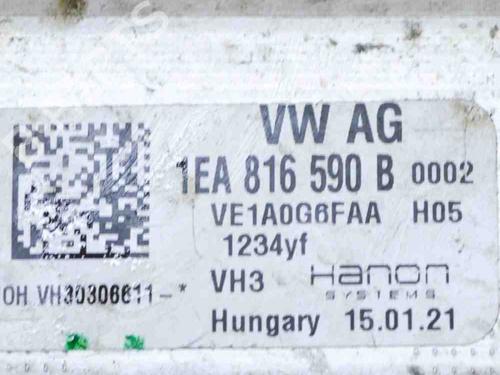 VW AG
1EA 816 590 B 0002
VE1A0G6FAA H05
1234yf
OH VH30306611-* VH3 Hanon
SYSTEMS
Hungary 15.01.21